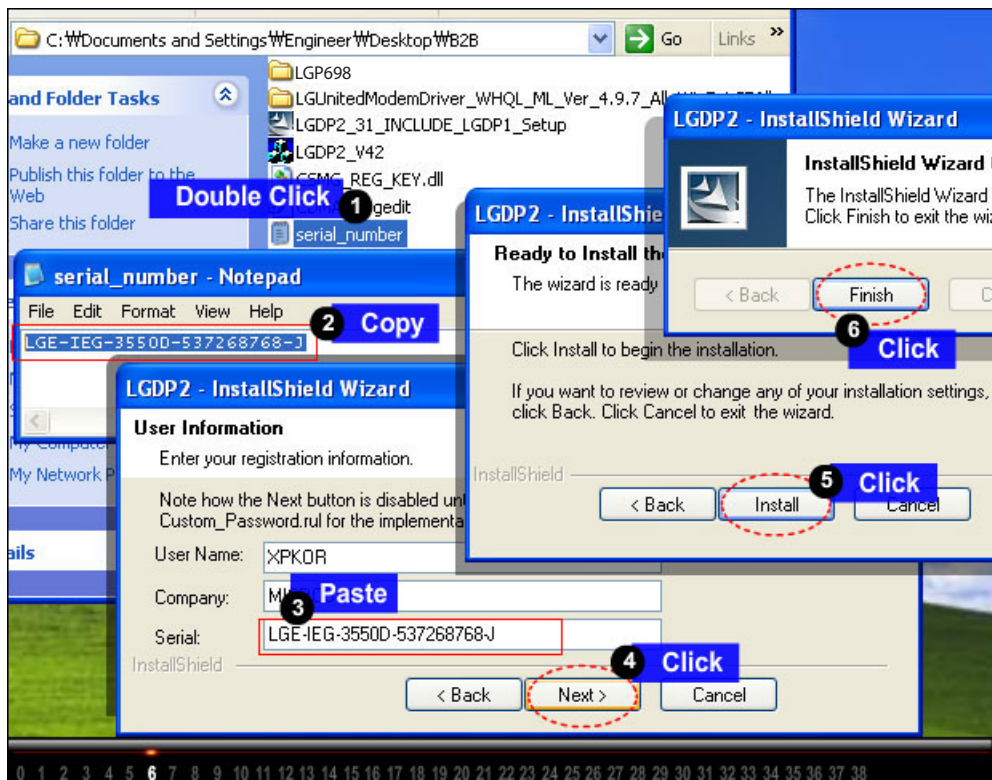 C:₩Documents and Settings₩Engineer₩Desktop₩B2B
Go
Links
»
and Folder Tasks
Make a new folder
Publish this folder to the
Web
Share this folder
LGP698
LGUnitedModemDriver_WHQL_ML_Ver_4.9.7_All
LGDP2_31_INCLUDE_LGDP1_Setup
LGDP2_V42
CSMG_REG_KEY.dll
gedit
serial_number
Double Click 1
serial_number - Notepad
File Edit Format View Help
LGE-IEG-3550D-537268768-J
2 Copy
My Computer
My Network P
ails
LGDP2 - InstallShield Wizard
User Information
Enter your registration information.
Note how the Next button is disabled un
Custom_Password.rul for the implementa
User Name: XPKOR
Company: M
3 Paste
Serial: LGE-IEG-3550D-537268768-J
InstallShield
4 Click
< Back Next > Cancel
LGDP2 - InstallShie
Ready to Install th
The wizard is ready
Click Install to begin the installation.
If you want to review or change any of your installation settings,
click Back. Click Cancel to exit the wizard.
InstallShield
5 Click
< Back Install Cancel
LGDP2 - InstallShield Wizard
InstallShield Wizard
The InstallShield Wizard
Click Finish to exit the wiz
< Back Finish C
6 Click
0 1 2 3 4 5 6 7 8 9 10 11 12 13 14 15 16 17 18 19 20 21 22 23 24 25 26 27 28 29 30 31 32 33 34 35 36 37 38